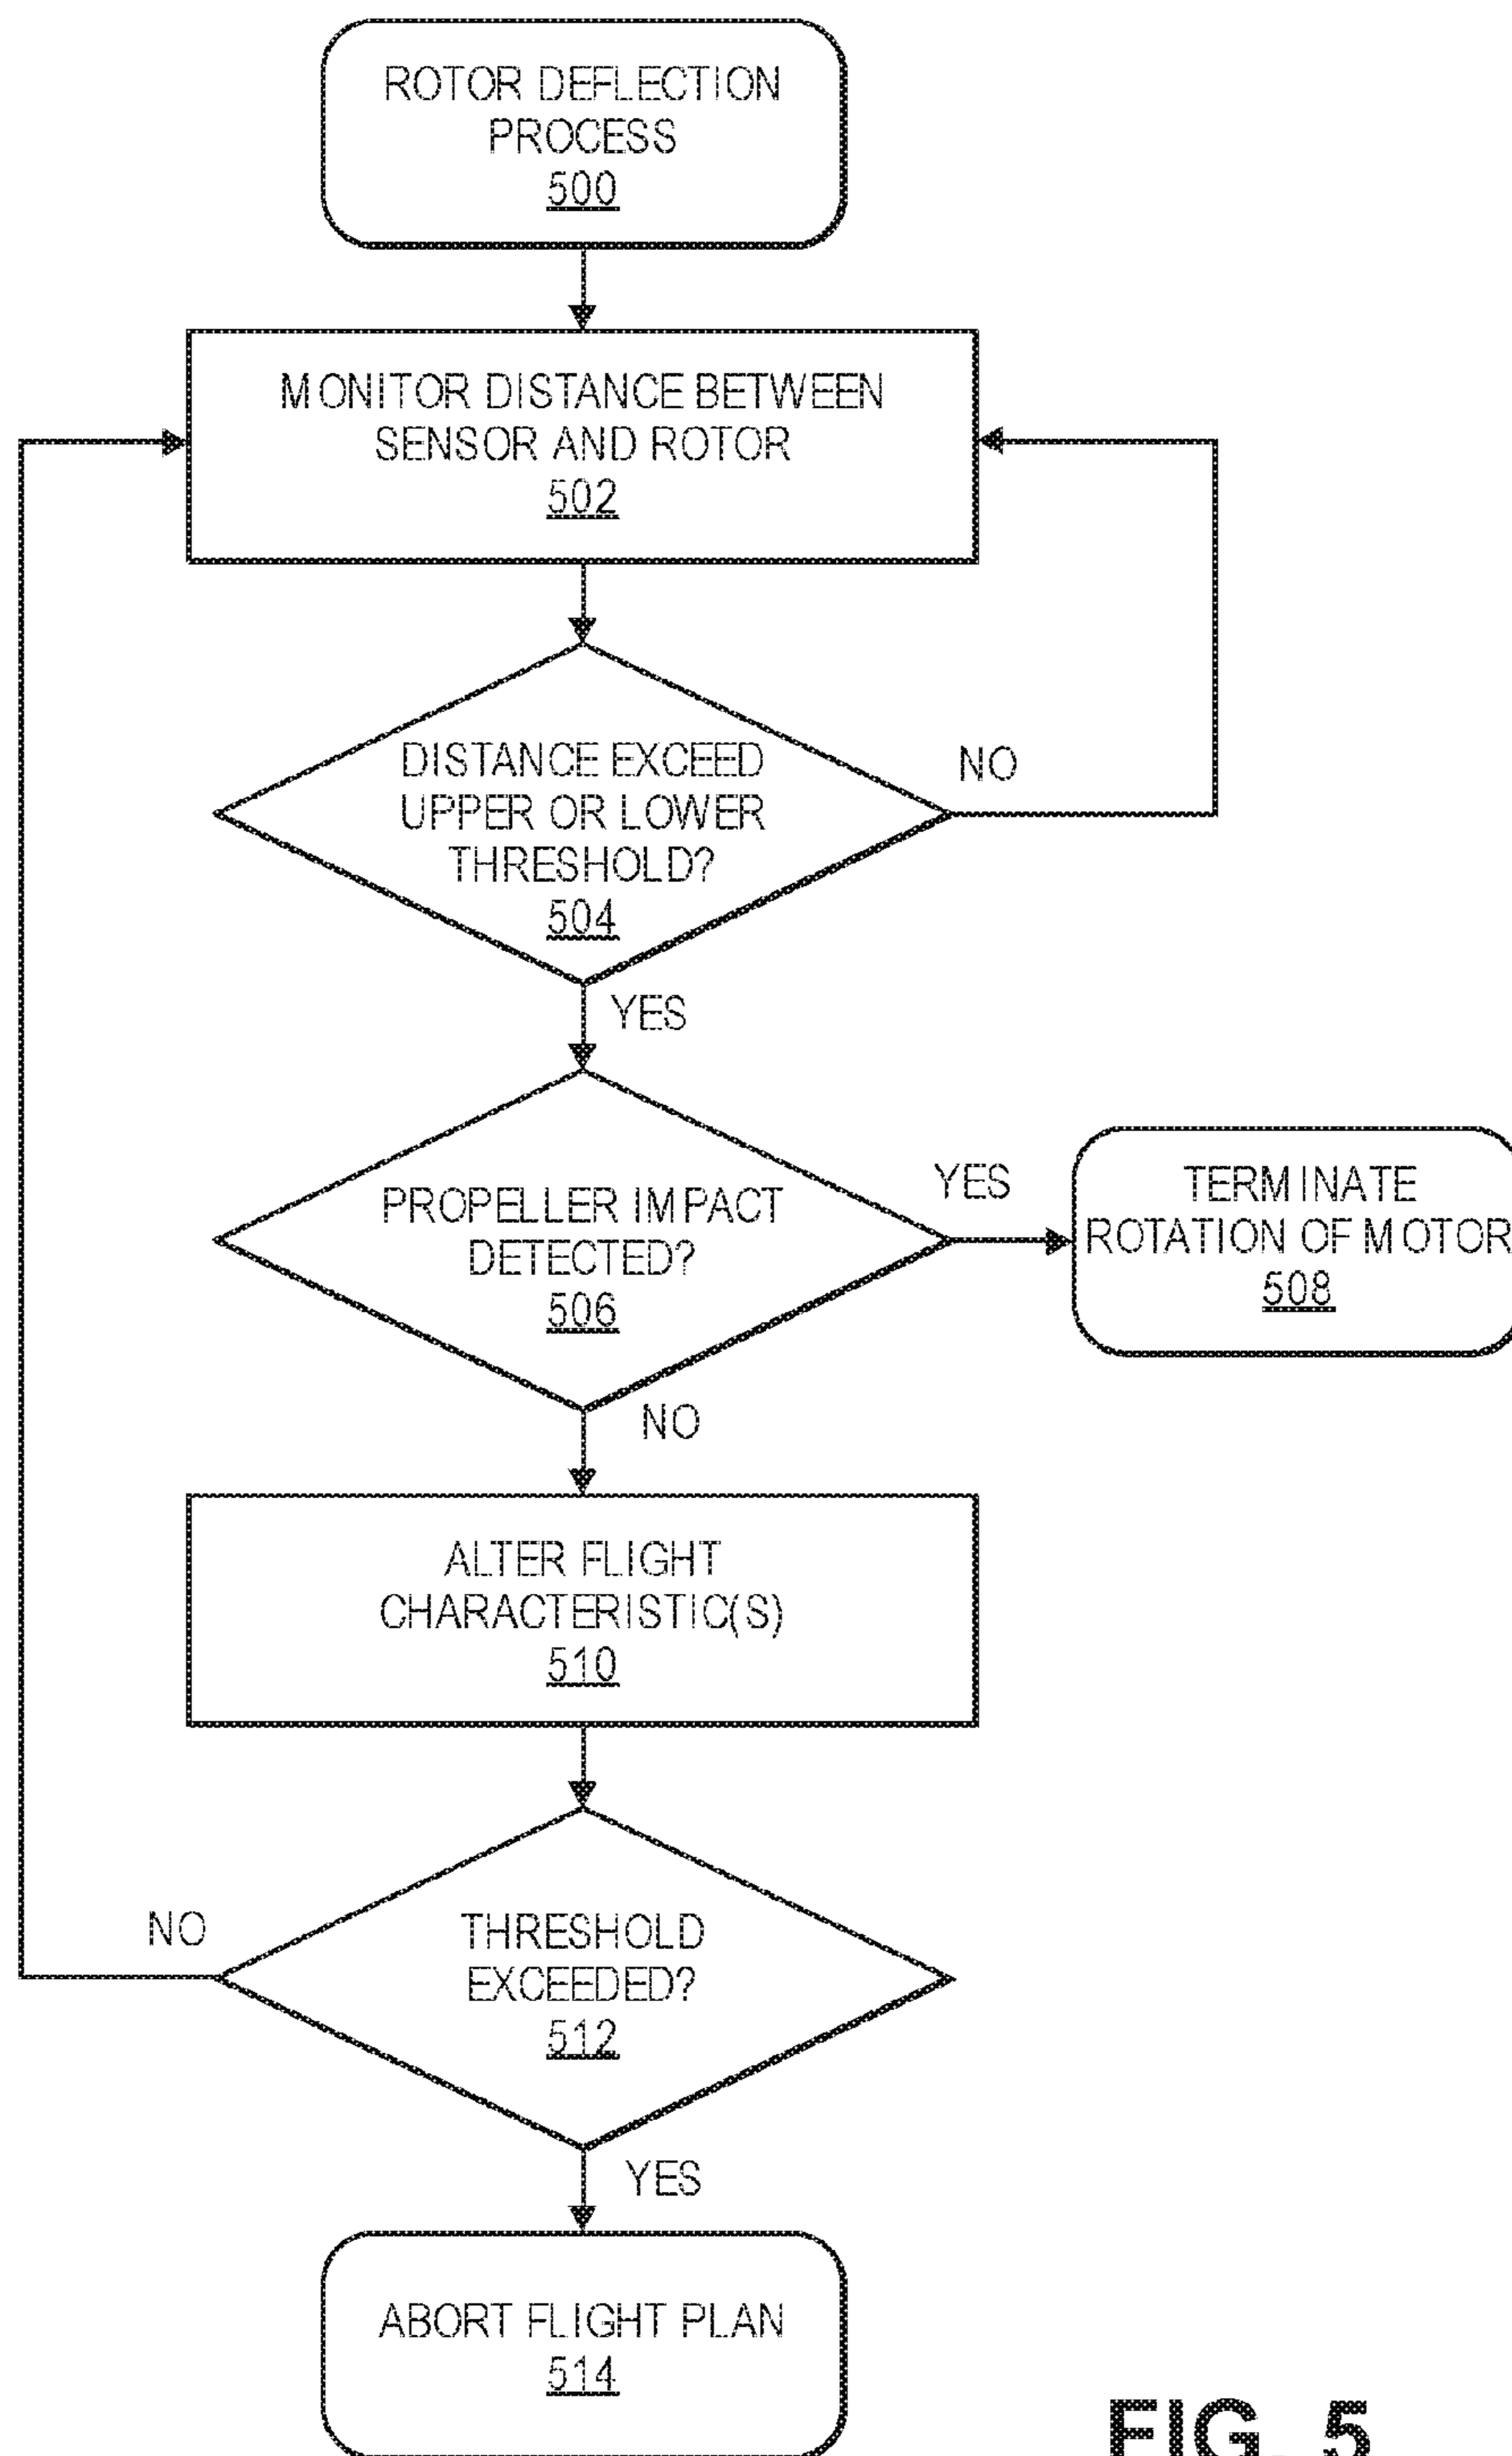 ROTOR DEFLECTION
PROCESS
500
MONITOR DISTANCE BETWEEN
SENSOR AND ROTOR
502
DISTANCE EXCEED
UPPER OR LOWER
THRESHOLD?
504
NO
YES
PROPELLER IMPACT
DETECTED?
506
YES
TERMINATE
ROTATION OF MOTOR
508
NO
ALTER FLIGHT
CHARACTERISTIC(S)
510
THRESHOLD
EXCEEDED?
512
NO
YES
ABORT FLIGHT PLAN
514
FIG. 5